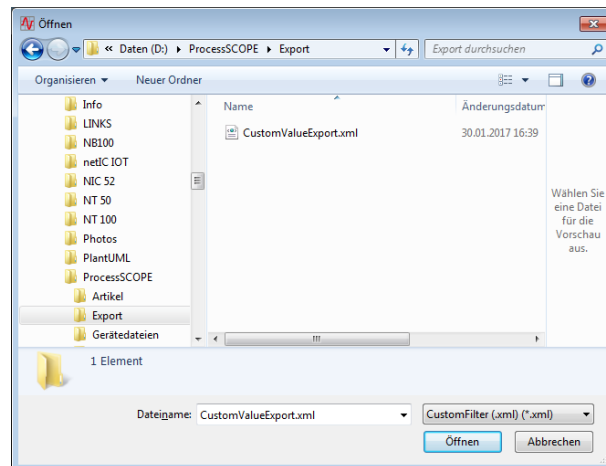 Öffnen
« Daten (D:) ▸ ProcessSCOPE ▸ Export
Export durchsuchen
Organisieren
Neuer Ordner
Info
LINKS
NB100
netIC IOT
NIC 52
NT 50
NT 100
Photos
PlantUML
ProcessSCOPE
Artikel
Export
Gerätedateien
Name
Änderungsdatum
CustomValueExport.xml
30.01.2017 16:39
Wählen Sie
eine Datei
für die
Vorschau
aus.
1 Element
Dateiname:
CustomValueExport.xml
CustomFilter (.xml) (*.xml)
Öffnen
Abbrechen